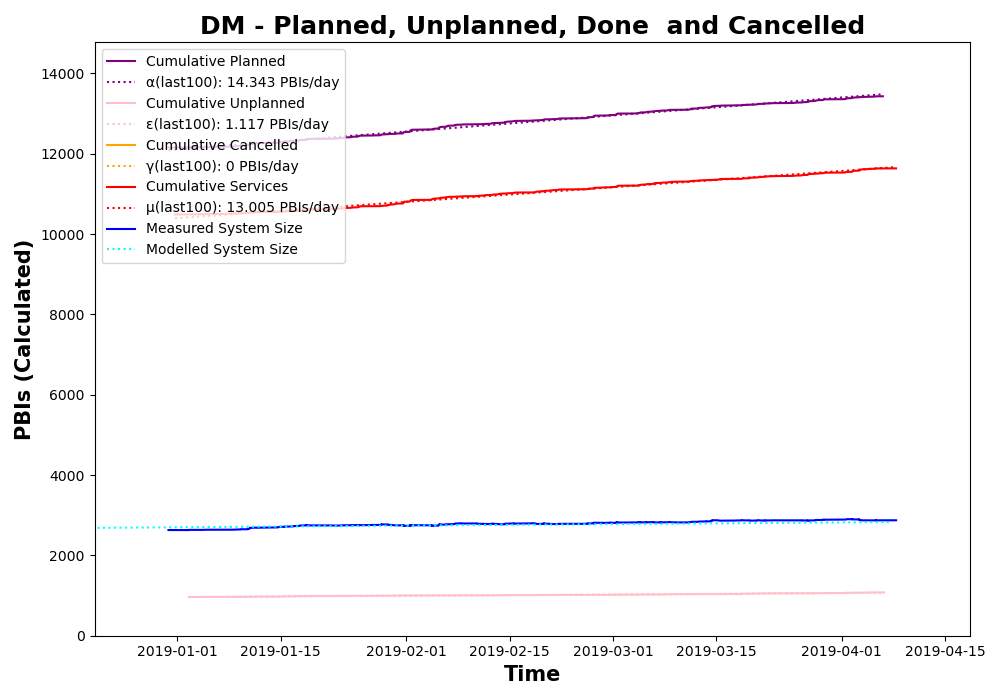 DM - Planned, Unplanned, Done  and Cancelled
PBIs (Calculated)
14000
12000
10000
8000
6000
4000
2000
0
Cumulative Planned
α(last100): 14.343 PBIs/day
Cumulative Unplanned
ε(last100): 1.117 PBIs/day
Cumulative Cancelled
γ(last100): 0 PBIs/day
Cumulative Services
μ(last100): 13.005 PBIs/day
Measured System Size
Modelled System Size
2019-01-01 2019-01-15 2019-02-01 2019-02-15 2019-03-01 2019-03-15 2019-04-01 2019-04-15
Time